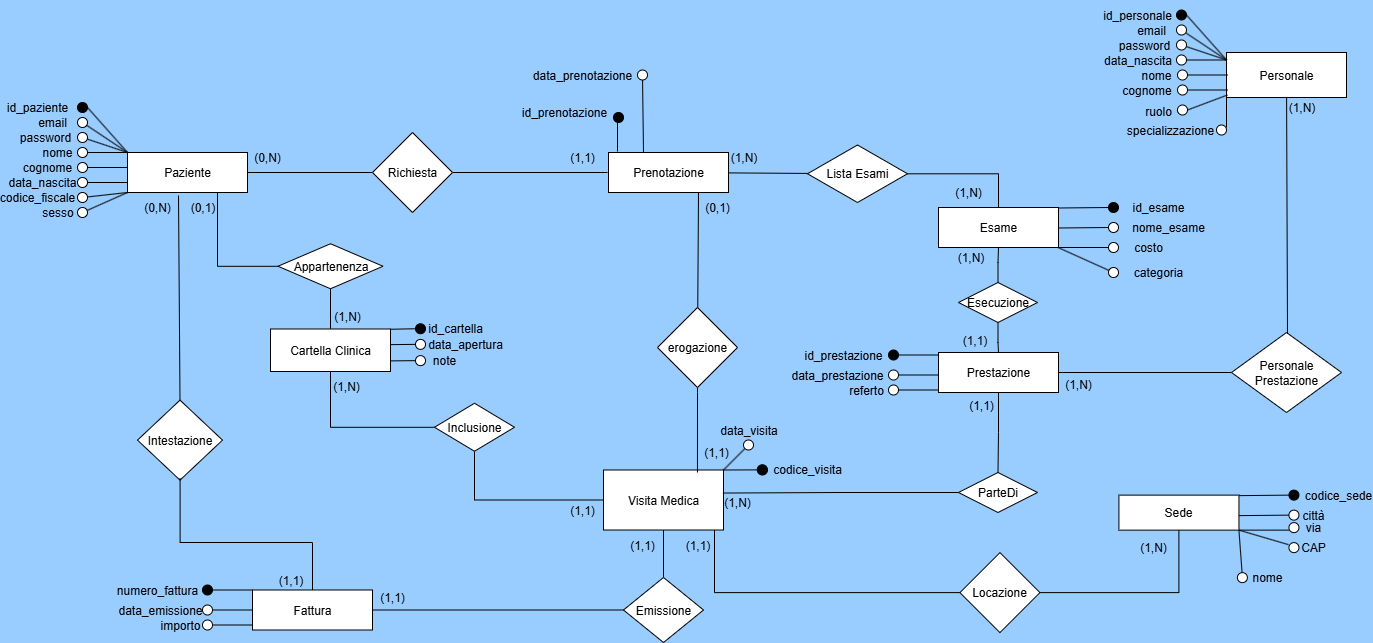 id_personale
email
password
data_nascita
nome
cognome
ruolo
specializzazione
Personale
(1,N)
data_prenotazione
id_prenotazione
id_paziente
email
password
nome
cognome
data_nascita
codice_fiscale
sesso
Paziente
(0,N)
(0,N)
(0,1)
Richiesta
(1,1)
Prenotazione
(1,N)
(0,1)
Lista Esami
(1,N)
Esame
(1,N)
id_esame
nome_esame
costo
categoria
Appartenenza
(1,N)
Cartella Clinica
(1,N)
id_cartella
data_apertura
note
erogazione
Esecuzione
(1,1)
id_prestazione
data_prestazione
referto
Prestazione
(1,N)
(1,1)
Personale
Prestazione
Intestazione
Inclusione
data_visita
(1,1)
codice_visita
Visita Medica
(1,N)
(1,1)
(1,1)
(1,1)
ParteDi
Sede
(1,N)
codice_sede
città
via
CAP
nome
(1,1)
numero_fattura
data_emissione
importo
Fattura
(1,1)
Emissione
Locazione